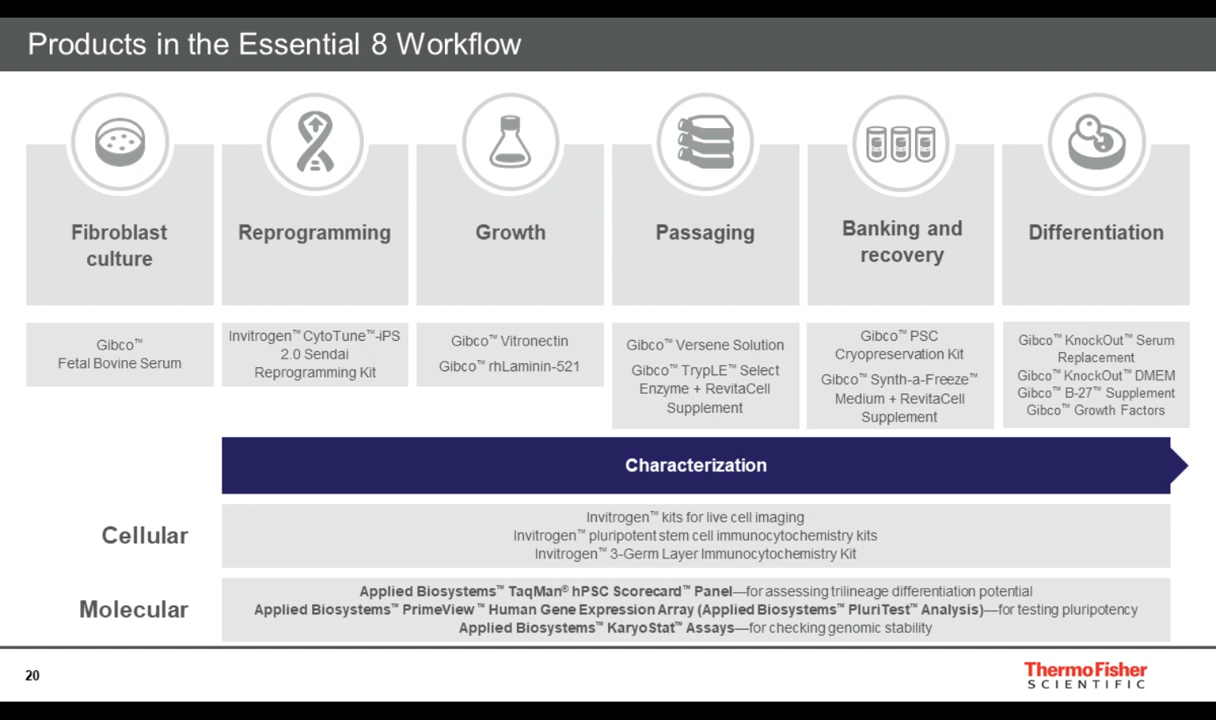 Products in the Essential 8 Workflow
Fibroblast
culture
Reprogramming
Growth
Passaging
Banking and
recovery
Differentiation
Gibco™
Fetal Bovine Serum
Invitrogen™ CytoTune™-iPS
2.0 Sendai
Reprogramming Kit
Gibco™ Vitronectin
Gibco™ rhLaminin-521
Gibco™ Versene Solution
Gibco™ TrypLE™ Select
Enzyme + RevitaCell
Supplement
Gibco™ PSC
Cryopreservation Kit
Gibco™ Synth-a-Freeze™
Medium + RevitaCell
Supplement
Gibco™ KnockOut™ Serum
Replacement
Gibco™ KnockOut™ DMEM
Gibco™ B-27™ Supplement
Gibco™ Growth Factors
Characterization
Cellular
Invitrogen™ kits for live cell imaging
Invitrogen™ pluripotent stem cell immunocytochemistry kits
Invitrogen™ 3-Germ Layer Immunocytochemistry Kit
Molecular
Applied Biosystems™ TaqMan® hPSC Scorecard™ Panel—for assessing trilineage differentiation potential
Applied Biosystems™ PrimeView™ Human Gene Expression Array (Applied Biosystems™ PluriTest™ Analysis)—for testing pluripotency
Applied Biosystems™ KaryoStat™ Assays—for checking genomic stability
20
ThermoFisher
SCIENTIFIC